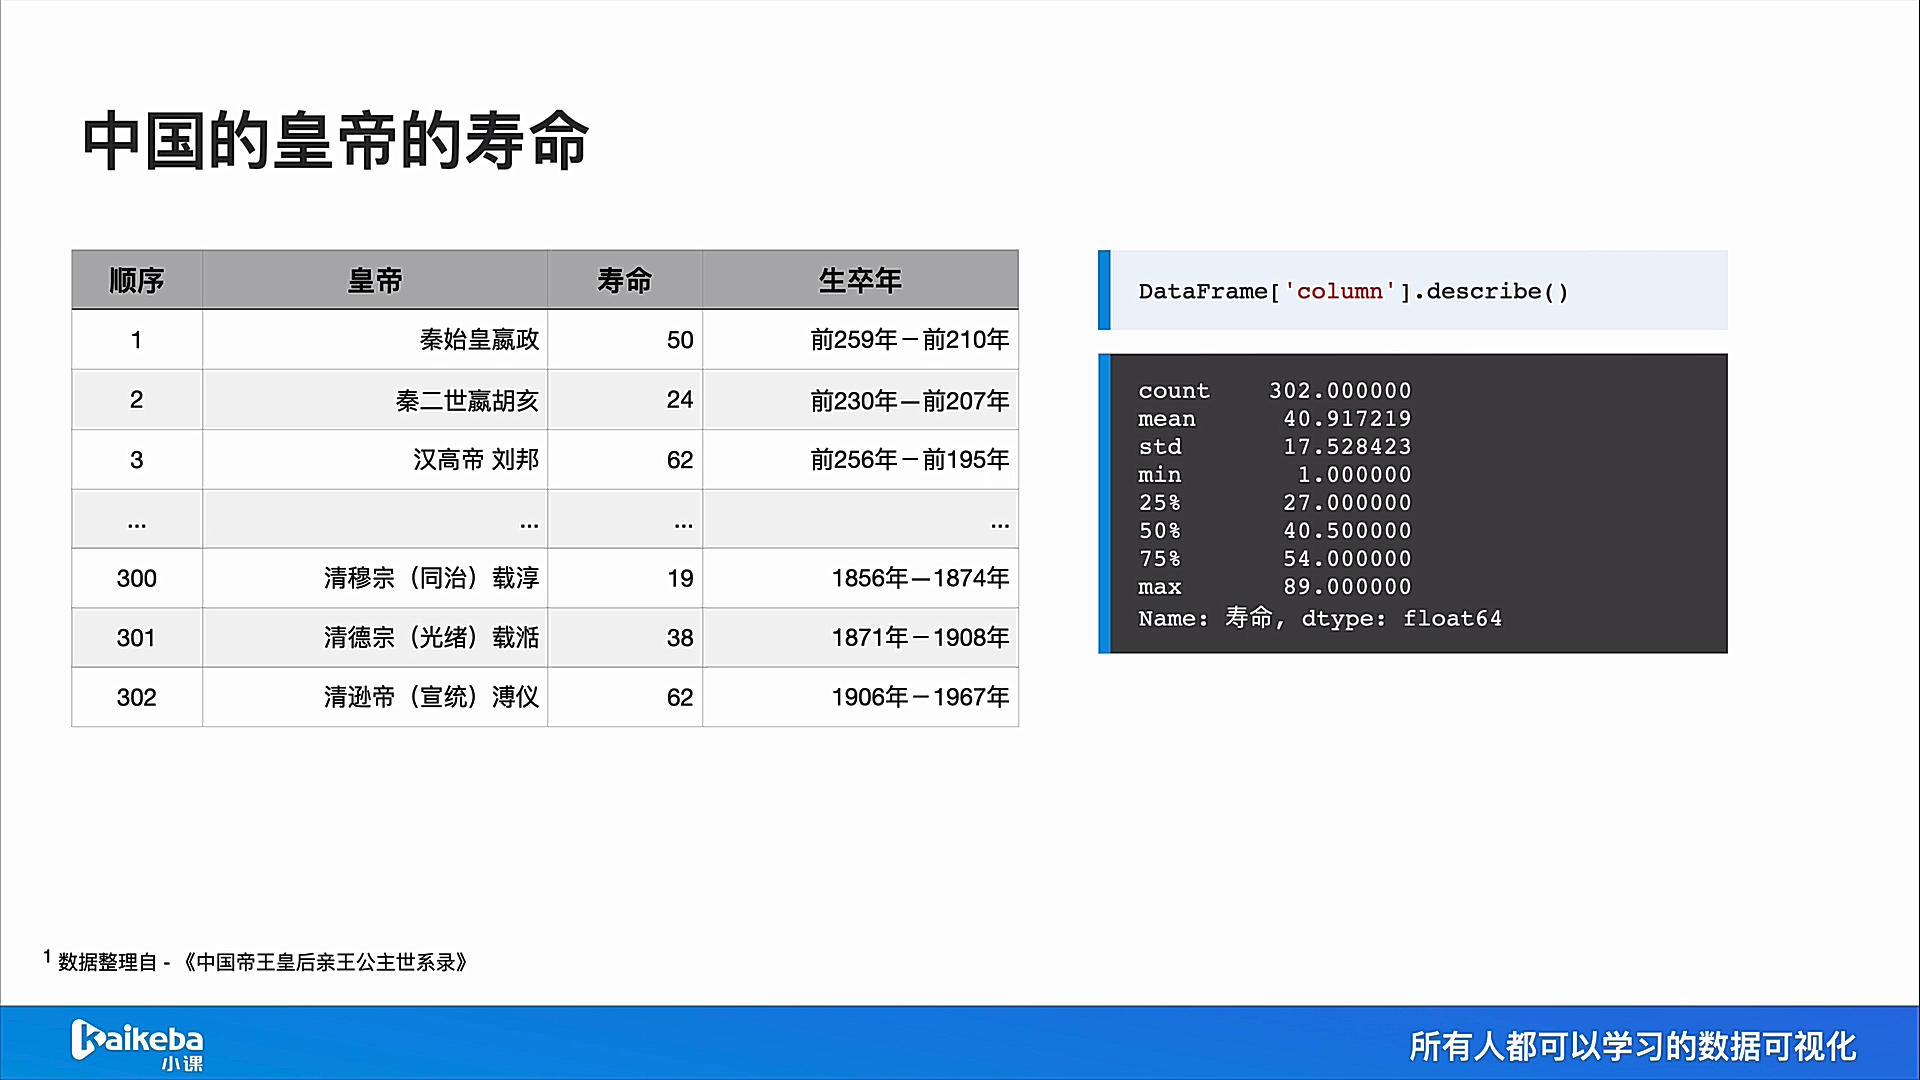 中国的皇帝的寿命
顺序 皇帝 寿命 生卒年
1 秦始皇嬴政 50 前259年－前210年
2 秦二世嬴胡亥 24 前230年—前207年
3 汉高帝 刘邦 62 前256年－前195年
... ... ... ...
300 清穆宗（同治）载淳 19 1856年—1874年
301 清德宗（光绪）载湉 38 1871年－1908年
302 清逊帝（宣统）溥仪 62 1906年－1967年
DataFrame['column'].describe()
count 302.000000
mean 40.917219
std 17.528423
min 1.000000
25% 27.000000
50% 40.500000
75% 54.000000
max 89.000000
Name: 寿命, dtype: float64
1 数据整理自 - 《中国帝王皇后亲王公主世系录》
Kaikeba
小课
所有人都可以学习的数据可视化